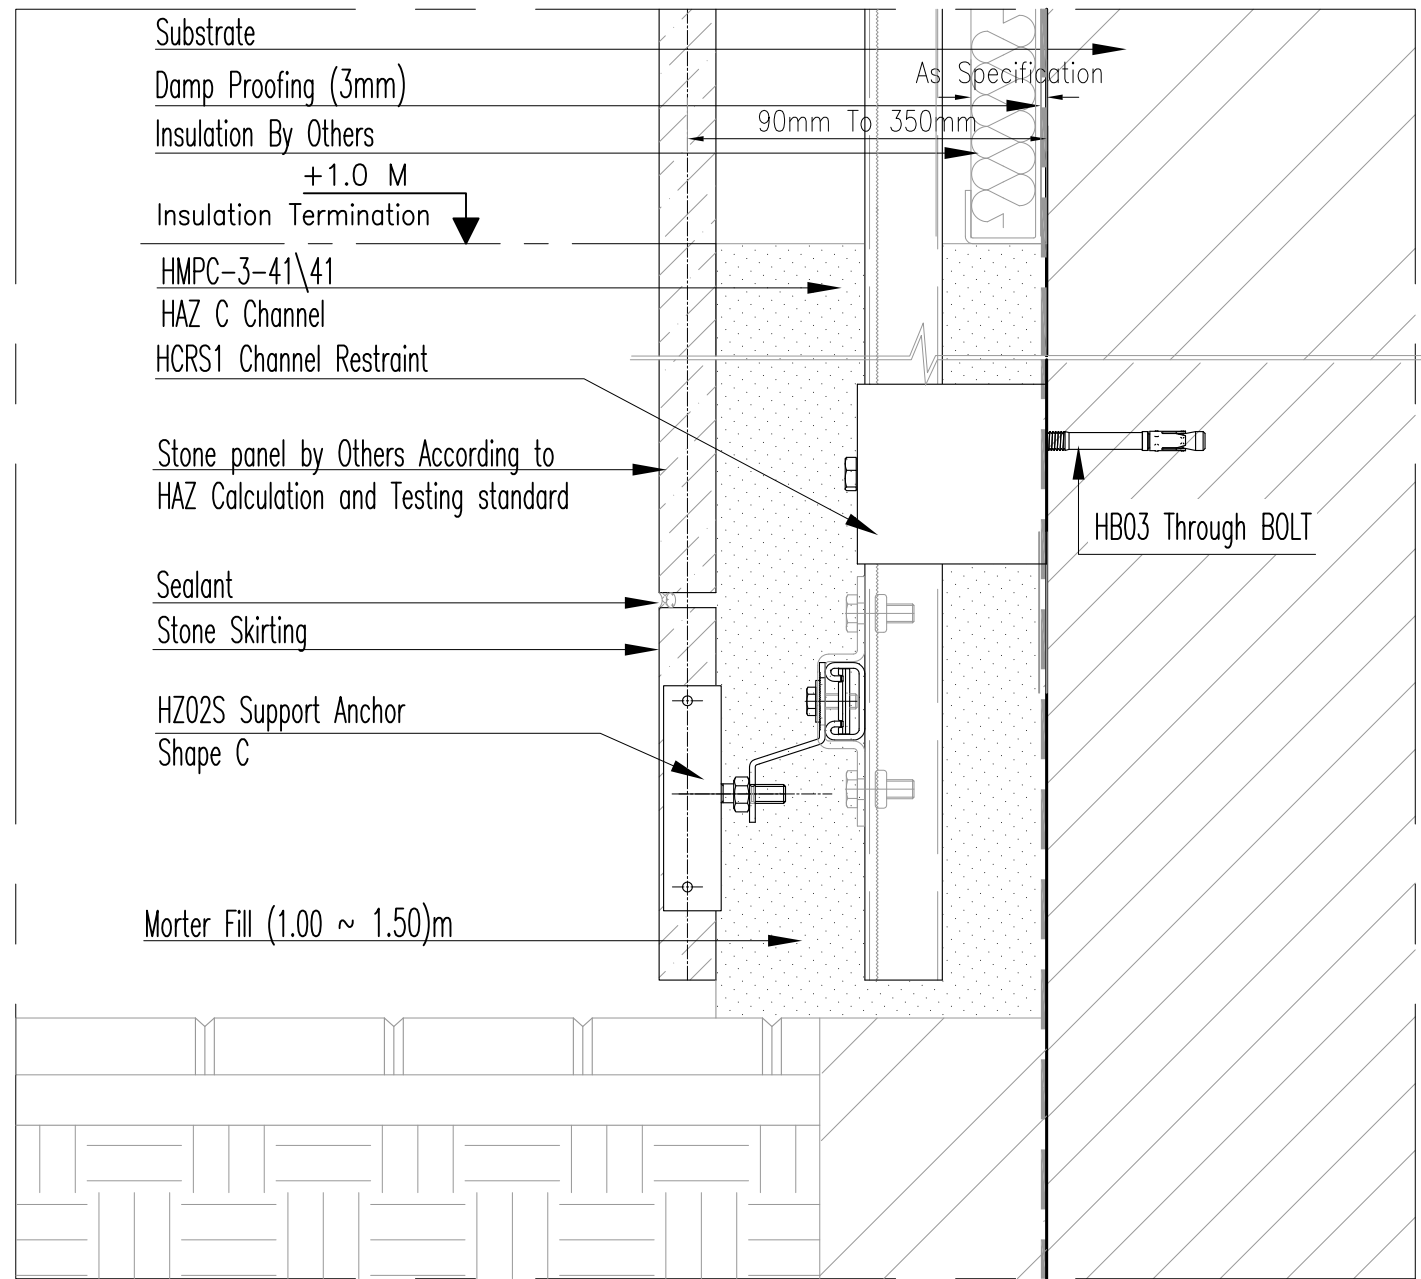 Substrate
As Specification
Damp Proofing (3mm)
90mm To 350mm
Insulation By Others
+1.0 M
Insulation Termination
HMPC-3-41\41
HAZ C Channel
HCRS1 Channel Restraint
Stone panel by Others According to
HAZ Calculation and Testing standard
HB03 Through BOLT
Sealant
Stone Skirting
HZ02S Support Anchor
Shape C
Morter Fill (1.00 ~ 1.50)m